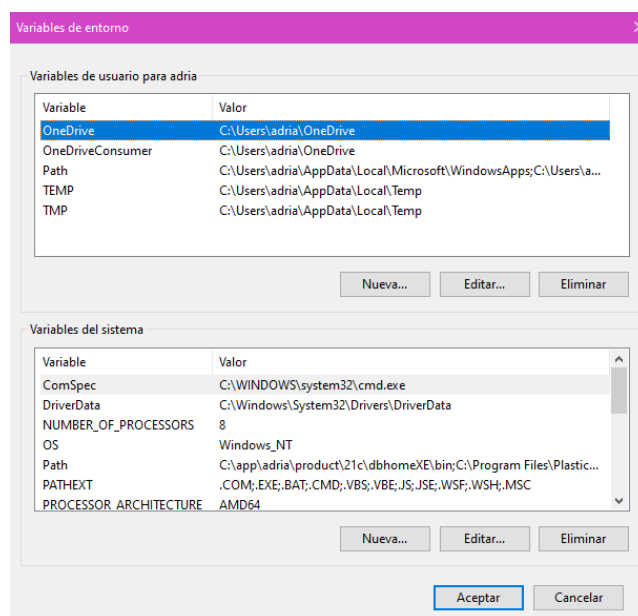 Variables de entorno
Variables de usuario para adria
Variable Valor
OneDrive C:\Users\adria\OneDrive
OneDriveConsumer C:\Users\adria\OneDrive
Path C:\Users\adria\AppData\Local\Microsoft\WindowsApps;C:\Users\a...
TEMP C:\Users\adria\AppData\Local\Temp
TMP C:\Users\adria\AppData\Local\Temp
Nueva... Editar... Eliminar
Variables del sistema
Variable Valor
ComSpec C:\WINDOWS\system32\cmd.exe
DriverData C:\Windows\System32\Drivers\DriverData
NUMBER_OF_PROCESSORS 8
OS Windows_NT
Path C:\app\adria\product\21c\dbhomeXE\bin;C:\Program Files\Plastic...
PATHEXT .COM;.EXE;.BAT;.CMD;.VBS;.VBE;.JS;.JSE;.WSF;.WSH;.MSC
PROCESSOR_ARCHITECTURE AMD64
Nueva... Editar... Eliminar
Aceptar Cancelar